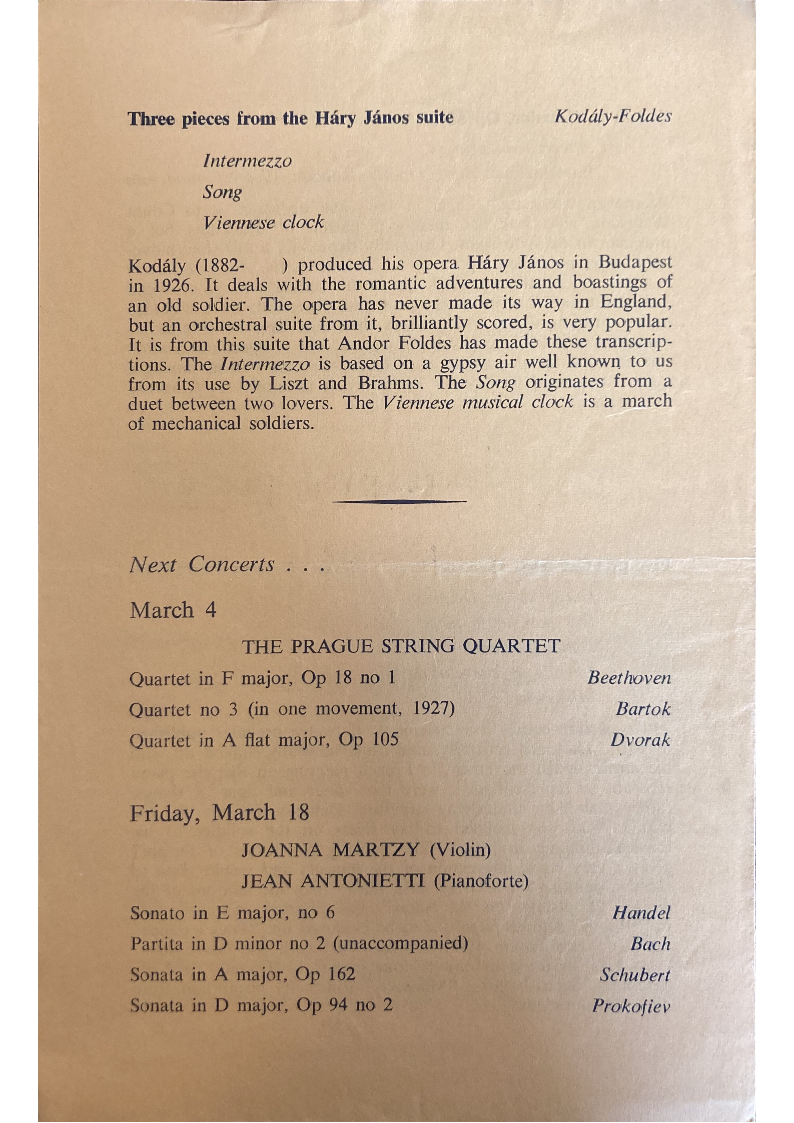 Three pieces from the Háry János suite Kodály-Foldes
Intermezzo
Song
Viennese clock
Kodály (1882- ) produced his opera Háry János in Budapest
in 1926. It deals with the romantic adventures and boastings of
an old soldier. The opera has never made its way in England,
but an orchestral suite from it, brilliantly scored, is very popular.
It is from this suite that Andor Foldes has made these transcrip-
tions. The Intermezzo is based on a gypsy air well known to us
from its use by Liszt and Brahms. The Song originates from a
duet between two lovers. The Viennese musical clock is a march
of mechanical soldiers.
Next Concerts . . .
March 4
THE PRAGUE STRING QUARTET
Quartet in F major, Op 18 no 1 Beethoven
Quartet no 3 (in one movement, 1927) Bartok
Quartet in A flat major, Op 105 Dvorak
Friday, March 18
JOANNA MARTZY (Violin)
JEAN ANTONIETTI (Pianoforte)
Sonato in E major, no 6 Handel
Partita in D minor no 2 (unaccompanied) Bach
Sonata in A major, Op 162 Schubert
Sonata in D major, Op 94 no 2 Prokofiev